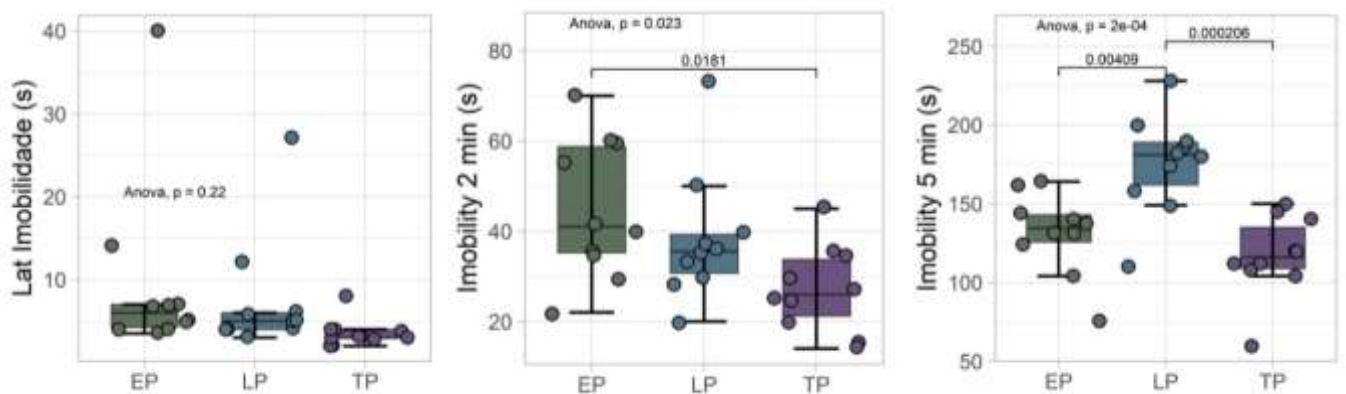 Lat Imobilidade (s)
40
30
20
10
Anova, p = 0.22
EP
LP
TP
Imobility 2 min (s)
80
60
40
20
Anova, p = 0.023
0.0181
EP
LP
TP
Imobility 5 min (s)
250
200
150
100
50
Anova, p = 2e-04
0.000206
0.00409
EP
LP
TP